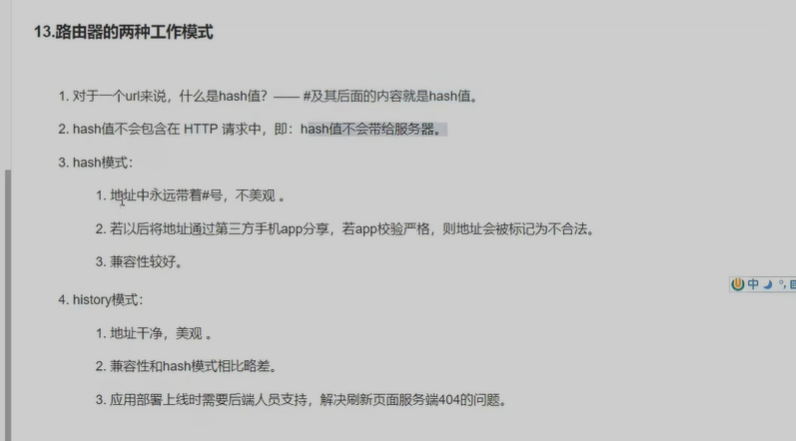 13.路由器的两种工作模式
1. 对于一个url来说，什么是hash值？—— #及其后面的内容就是hash值。
2. hash值不会包含在 HTTP 请求中，即：hash值不会带给服务器。
3. hash模式：
1. 地址中永远带着#号，不美观 。
2. 若以后将地址通过第三方手机app分享，若app校验严格，则地址会被标记为不合法。
3. 兼容性较好。
中
4. history模式：
1. 地址干净，美观 。
2. 兼容性和hash模式相比略差。
3. 应用部署上线时需要后端人员支持，解决刷新页面服务端404的问题。